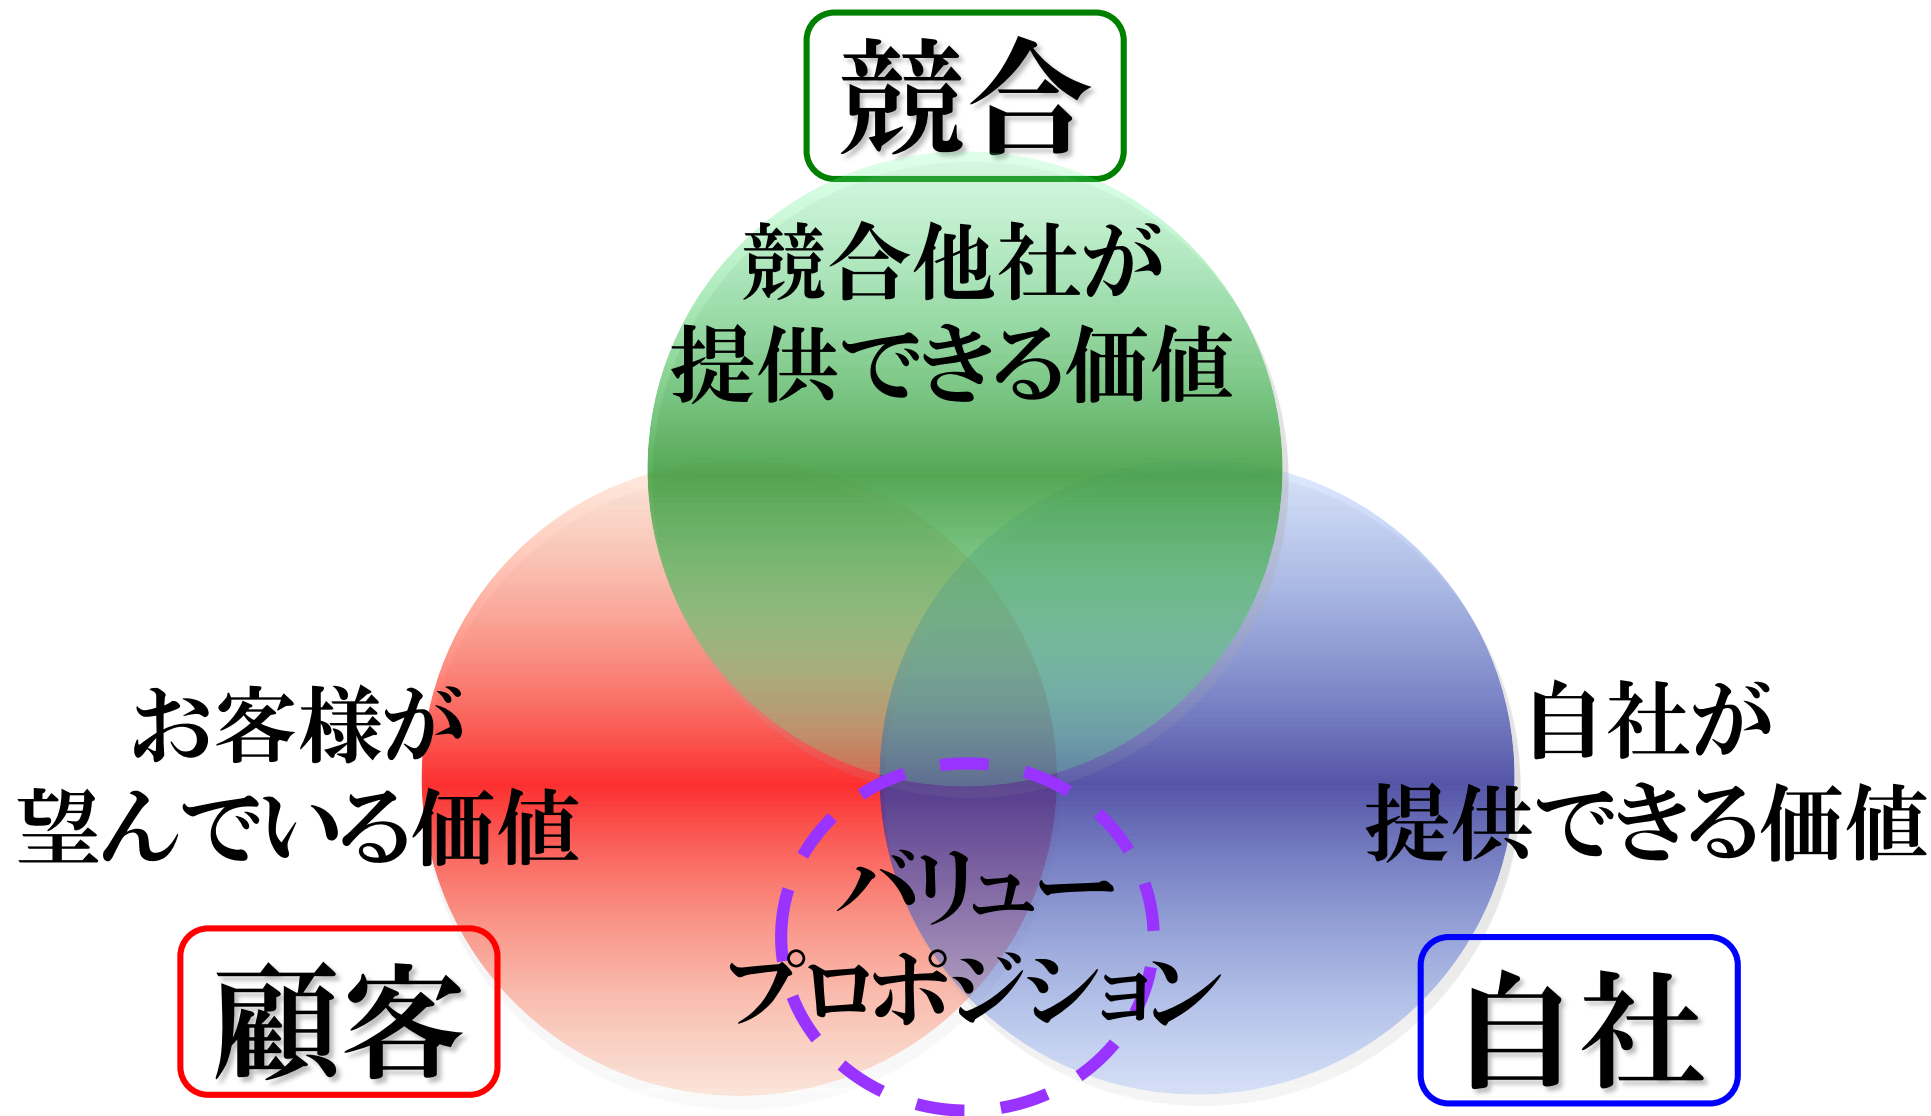 競合
競合他社が
提供できる価値
お客様が
望んでいる価値
自社が
提供できる価値
バリュー
プロポジション
顧客
自社